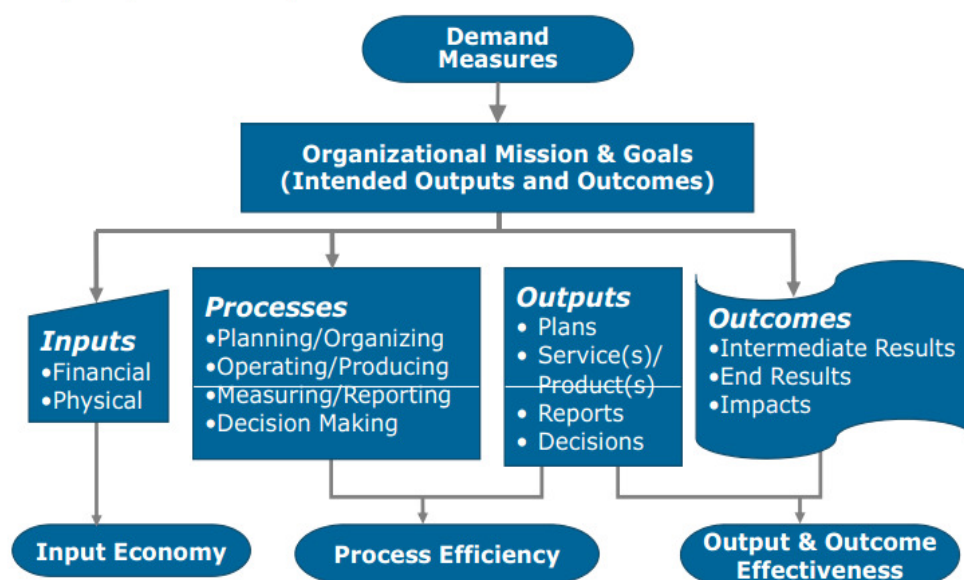 Demand
Measures
Organizational Mission & Goals
(Intended Outputs and Outcomes)
Inputs
•Financial
•Physical
Processes
•Planning/Organizing
•Operating/Producing
•Measuring/Reporting
•Decision Making
Outputs
• Plans
• Service(s)/
Product(s)
• Reports
• Decisions
Outcomes
•Intermediate Results
•End Results
•Impacts
Input Economy
Process Efficiency
Output & Outcome
Effectiveness